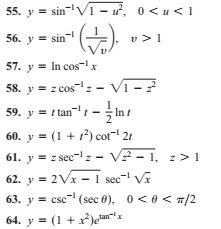 55. y = sin⁻¹√(1 − u²), 0 < u < 1
56. y = sin⁻¹(1/√v), v > 1
57. y = ln cos⁻¹ x
58. y = z cos⁻¹ z − √(1 − z²)
59. y = t tan⁻¹ t − 1/2 ln t
60. y = (1 + t²) cot⁻¹ 2t
61. y = z sec⁻¹ z − √(z² − 1), z > 1
62. y = 2√(x − 1) sec⁻¹ √x
63. y = csc⁻¹ (sec θ), 0 < θ < π/2
64. y = (1 + x²)e^(tan⁻¹ x)